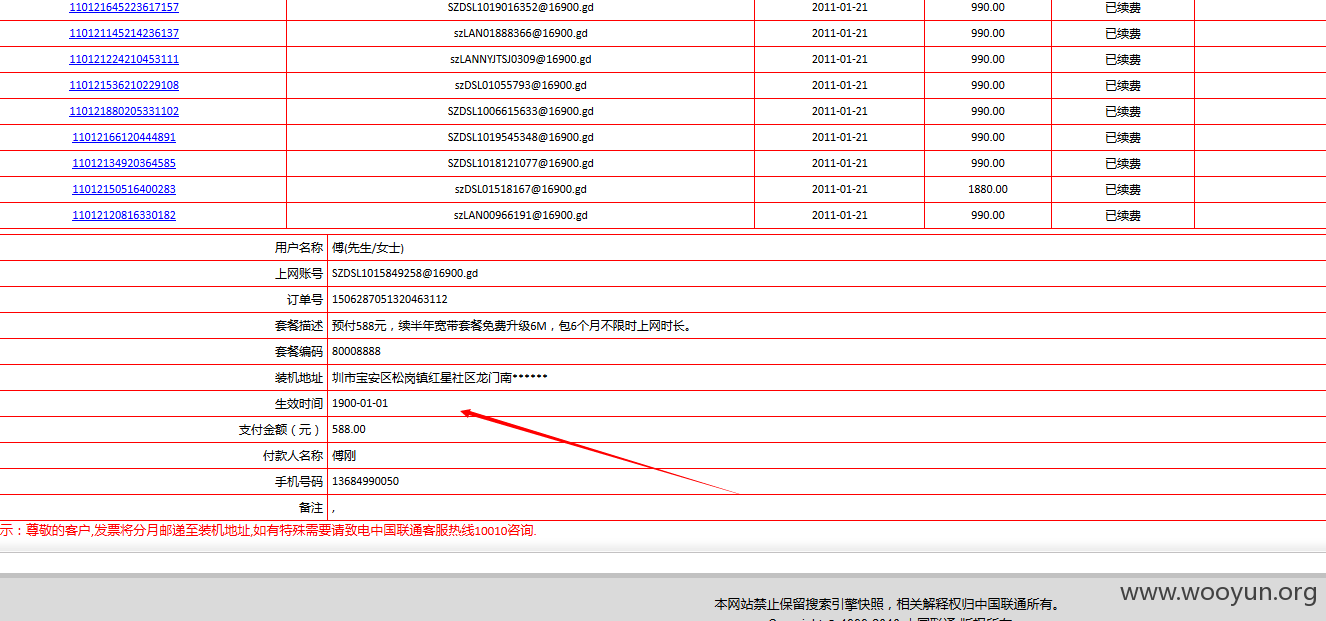 110121645223617157 SZDSL1019016352@16900.gd 2011-01-21 990.00 已续费
110121145214236137 szLAN01888366@16900.gd 2011-01-21 990.00 已续费
110121224210453111 szLANNYJTSJ0309@16900.gd 2011-01-21 990.00 已续费
110121536210229108 szDSL01055793@16900.gd 2011-01-21 990.00 已续费
110121880205331102 SZDSL1006615633@16900.gd 2011-01-21 990.00 已续费
11012166120444891 SZDSL1019545348@16900.gd 2011-01-21 990.00 已续费
11012134920364585 SZDSL1018121077@16900.gd 2011-01-21 990.00 已续费
11012150516400283 szDSL01518167@16900.gd 2011-01-21 1880.00 已续费
11012120816330182 szLAN00966191@16900.gd 2011-01-21 990.00 已续费
用户名称 傅(先生/女士)
上网账号 SZDSL1015849258@16900.gd
订单号 1506287051320463112
套餐描述 预付588元，续半年宽带套餐免费升级6M，包6个月不限时上网时长。
套餐编码 80008888
装机地址 圳市宝安区松岗镇红星社区龙门南******
生效时间 1900-01-01
支付金额（元） 588.00
付款人名称 傅刚
手机号码 13684990050
备注 ,
示：尊敬的客户,发票将分月邮递至装机地址,如有特殊需要请致电中国联通客服热线10010咨询.
www.wooyun.org
本网站禁止保留搜索引擎快照，相关解释权归中国联通所有。